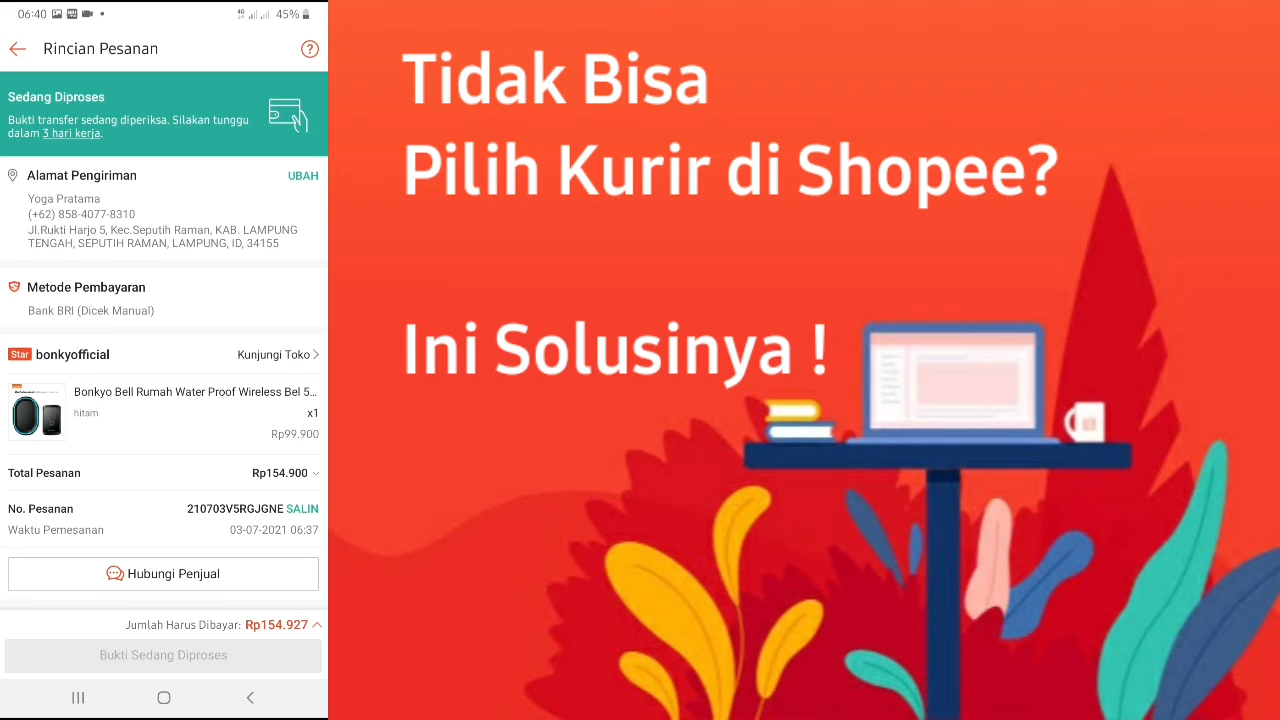 06:40
45%
Rincian Pesanan
Sedang Diproses
Bukti transfer sedang diperiksa. Silakan tunggu
dalam 3 hari kerja.
Alamat Pengiriman UBAH
Yoga Pratama
(+62) 858-4077-8310
Jl.Rukti Harjo 5, Kec.Seputih Raman, KAB. LAMPUNG
TENGAH, SEPUTIH RAMAN, LAMPUNG, ID, 34155
Metode Pembayaran
Bank BRI (Dicek Manual)
Star bonkyofficial Kunjungi Toko
Bonkyo Bell Rumah Water Proof Wireless Bel 5...
hitam x1
Rp99.900
Total Pesanan Rp154.900
No. Pesanan 210703V5RGJGNE SALIN
Waktu Pemesanan 03-07-2021 06:37
Hubungi Penjual
Jumlah Harus Dibayar: Rp154.927
Bukti Sedang Diproses
Tidak Bisa
Pilih Kurir di Shopee?
Ini Solusinya !